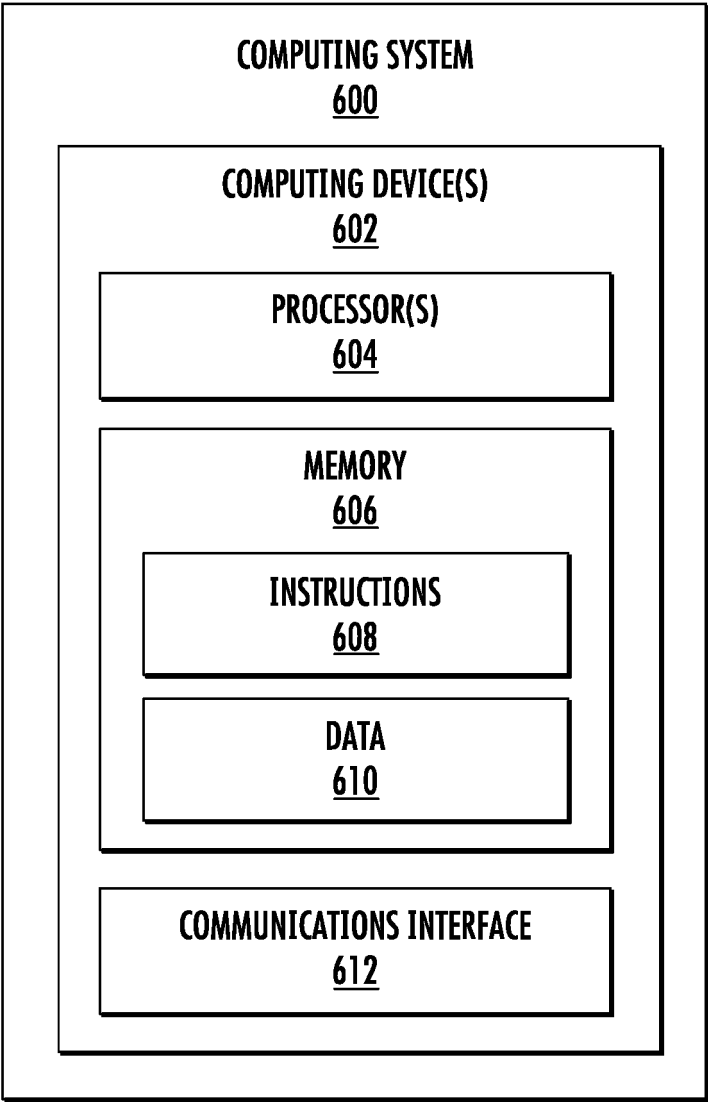 COMPUTING SYSTEM
600
COMPUTING DEVICE(S)
602
PROCESSOR(S)
604
MEMORY
606
INSTRUCTIONS
608
DATA
610
COMMUNICATIONS INTERFACE
612